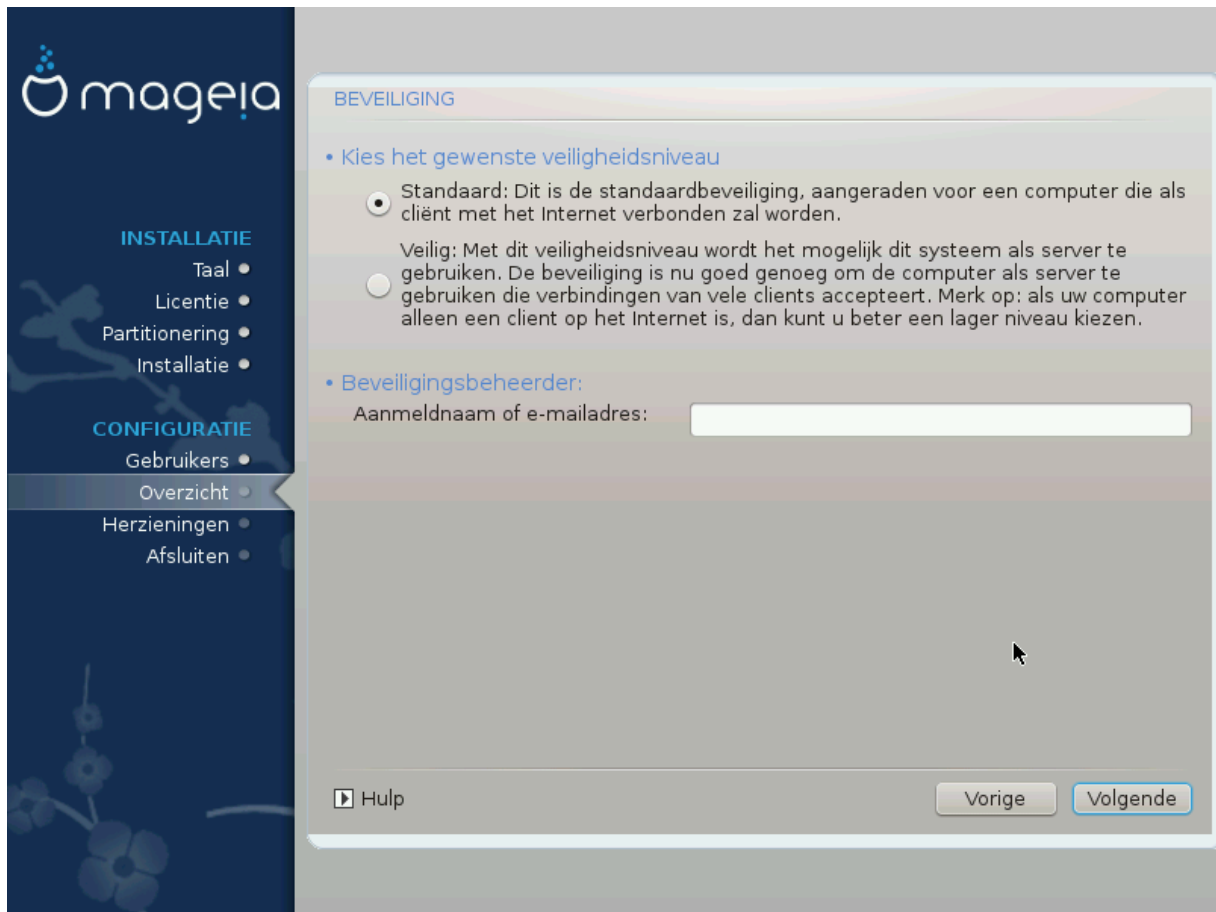 mageia
INSTALLATIE
Taal
Licentie
Partitionering
Installatie
CONFIGURATIE
Gebruikers
Overzicht
Herzieningen
Afsluiten
BEVEILIGING
• Kies het gewenste veiligheidsniveau
Standaard: Dit is de standaardbeveiliging, aangeraden voor een computer die als
cliënt met het Internet verbonden zal worden.
Veilig: Met dit veiligheidsniveau wordt het mogelijk dit systeem als server te
gebruiken. De beveiliging is nu goed genoeg om de computer als server te
gebruiken die verbindingen van vele clients accepteert. Merk op: als uw computer
alleen een client op het Internet is, dan kunt u beter een lager niveau kiezen.
• Beveiligingsbeheerder:
Aanmeldnaam of e-mailadres:
Hulp
Vorige
Volgende